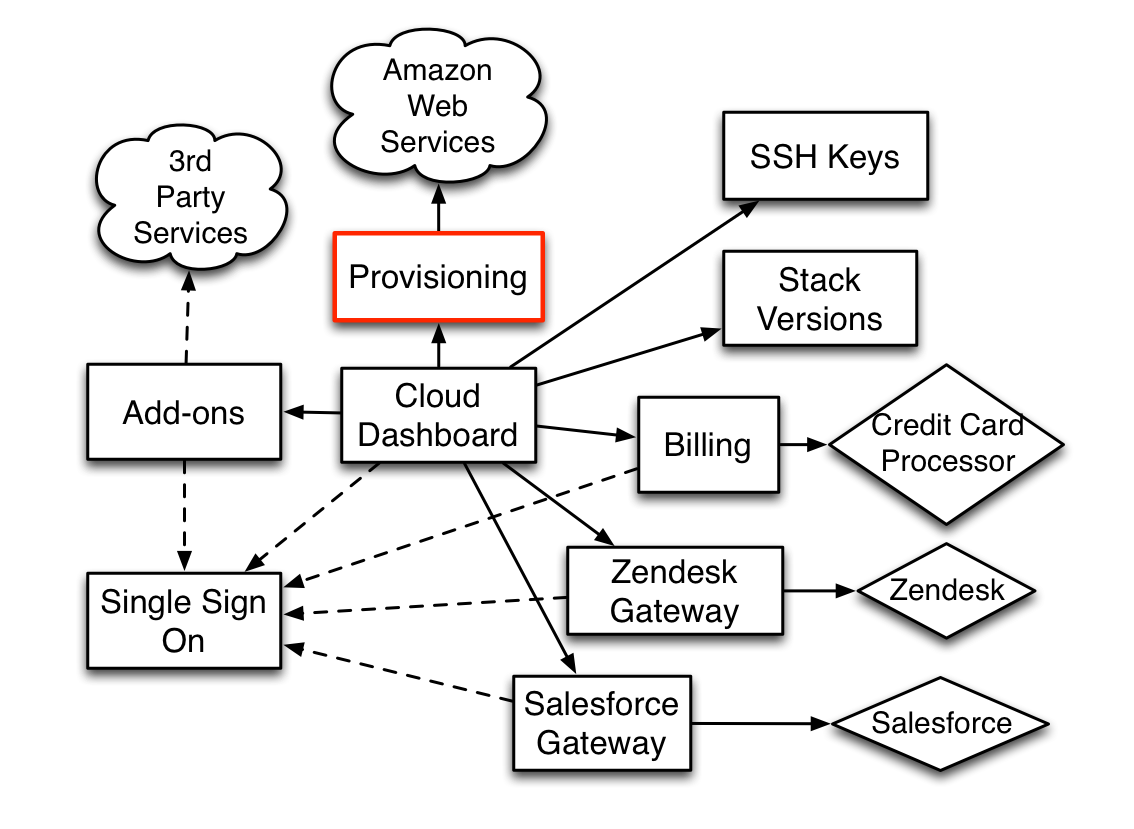 Amazon
Web
Services
3rd
Party
Services
SSH Keys
Provisioning
Stack
Versions
Add-ons
Cloud
Dashboard
Billing
Credit Card
Processor
Single Sign
On
Zendesk
Gateway
Zendesk
Salesforce
Gateway
Salesforce